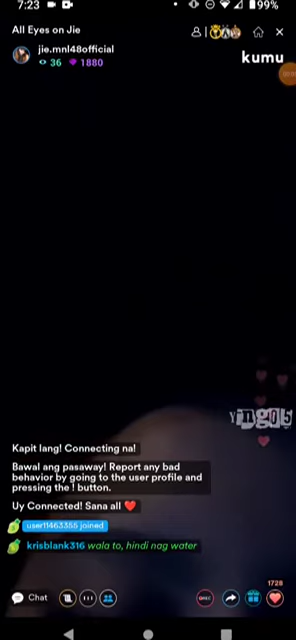 7:23
99%
All Eyes on Jie
jie.mnl48official
36 1880
kumu
Yngo15
Kapit lang! Connecting na!
Bawal ang pasaway! Report any bad
behavior by going to the user profile and
pressing the ! button.
Uy Connected! Sana all ❤️
user11463355 joined
krisblank316 wala to, hindi nag water
1728
Chat